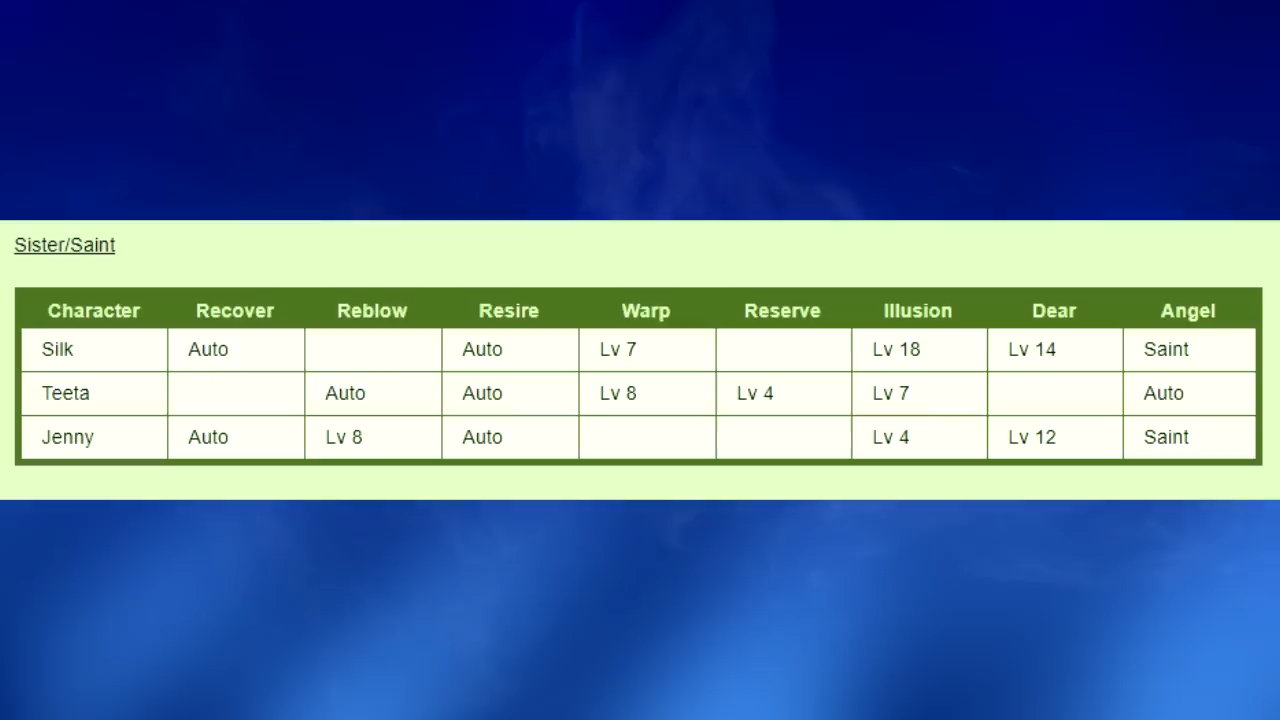 Sister/Saint
Character Recover Reblow Resire Warp Reserve Illusion Dear Angel
Silk Auto Auto Lv 7 Lv 18 Lv 14 Saint
Teeta Auto Auto Lv 8 Lv 4 Lv 7 Auto
Jenny Auto Lv 8 Auto Lv 4 Lv 12 Saint